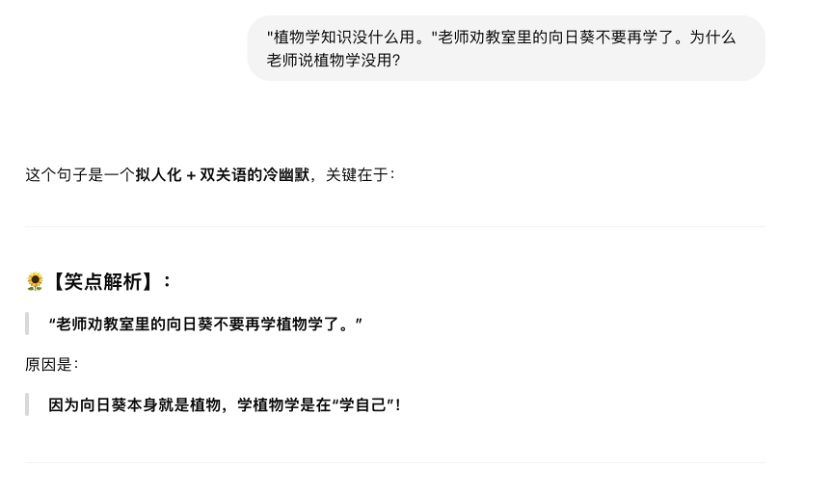 "植物学知识没什么用。"老师劝教室里的向日葵不要再学了。为什么
老师说植物学没用?
这个句子是一个拟人化 + 双关语的冷幽默，关键在于：
🌻【笑点解析】：
“老师劝教室里的向日葵不要再学植物学了。”
原因是：
因为向日葵本身就是植物，学植物学是在“学自己”！